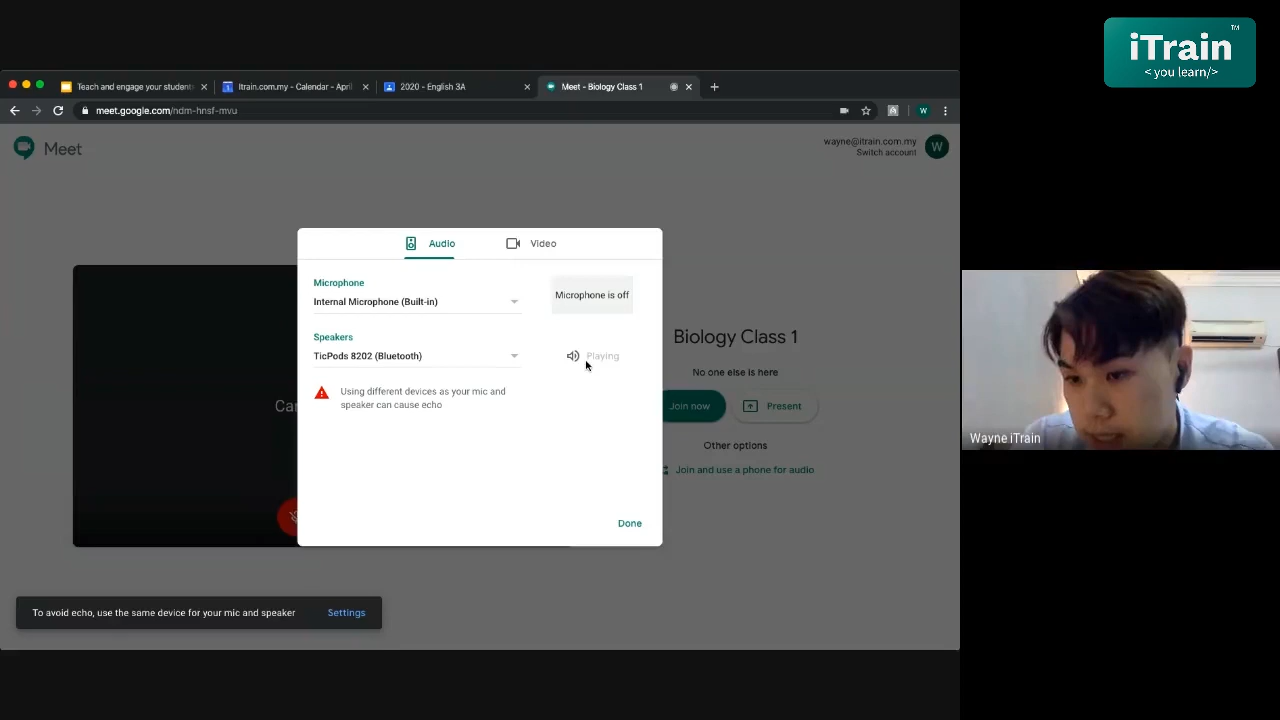 iTrain™
< you learn/>
Teach and engage your student
Itrain.com.my - Calendar - April
2020 - English 3A
Meet - Biology Class 1
meet.google.com/ndm-hnsf-mvu
W
Meet
wayne@itrain.com.my
Switch account
W
Audio
Video
Microphone
Internal Microphone (Built-in)
Microphone is off
Speakers
TicPods 8202 (Bluetooth)
Playing
Using different devices as your mic and
speaker can cause echo
Done
Ca
Biology Class 1
No one else is here
Join now
Present
Other options
Join and use a phone for audio
To avoid echo, use the same device for your mic and speaker
Settings
Wayne iTrain